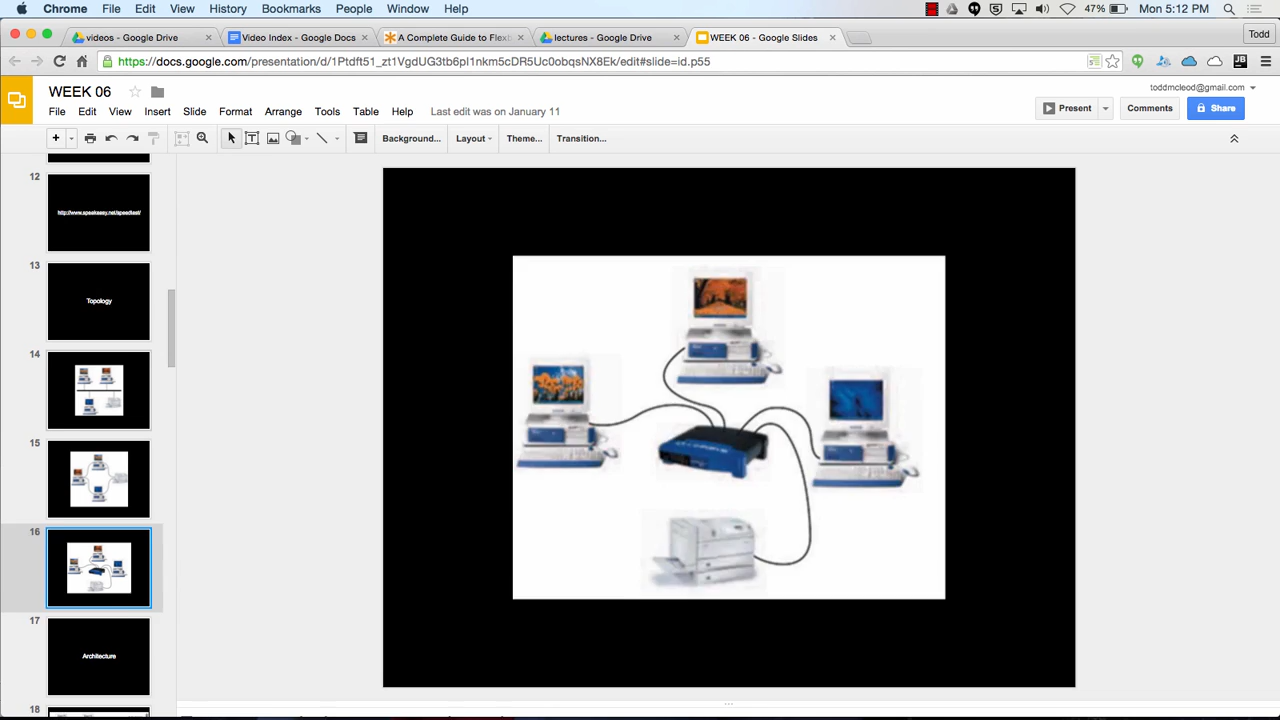 Chrome File Edit View History Bookmarks People Window Help 47% Mon 5:12 PM
videos - Google Drive Video Index - Google Docs A Complete Guide to Flex lectures - Google Drive WEEK 06 - Google Slides Todd
https://docs.google.com/presentation/d/1Ptdft51_zt1VgdUG3tb6pI1nkm5cDR5Uc0obqsNX8Ek/edit#slide=id.p55
WEEK 06
toddmcleod@gmail.com
File Edit View Insert Slide Format Arrange Tools Table Help Last edit was on January 11
Present Comments Share
Background... Layout Theme... Transition...
12
http://www.speakeasy.net/speedtest/
13
Topology
14
15
16
17
Architecture
18